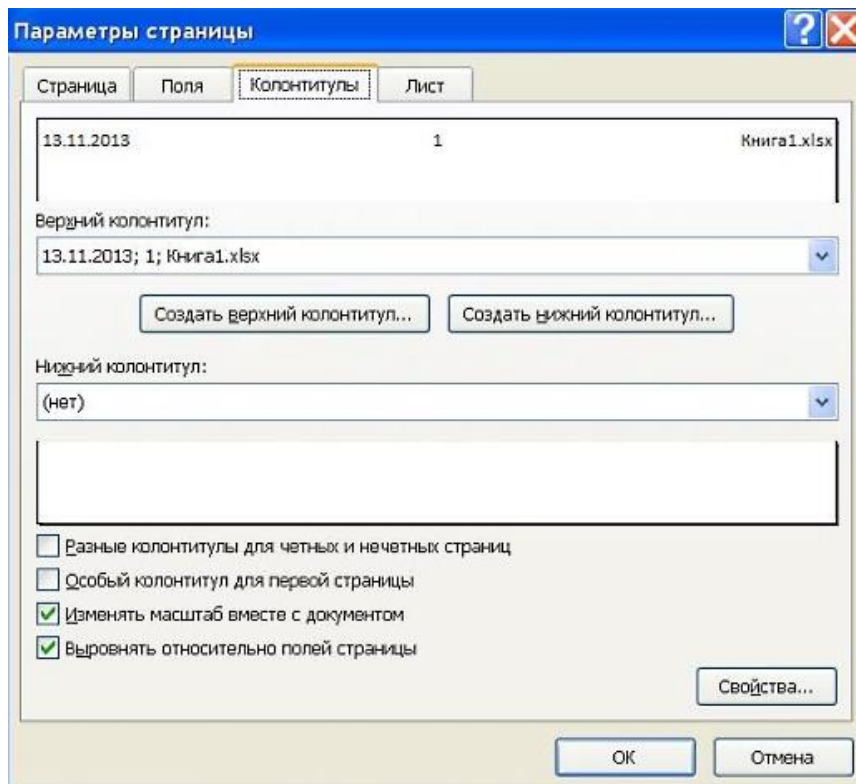 Параметры страницы
Страница Поля Колонтитулы Лист
13.11.2013 1 Книга1.xlsx
Верхний колонтитул:
13.11.2013; 1; Книга1.xlsx
Создать верхний колонтитул... Создать нижний колонтитул...
Нижний колонтитул:
(нет)
Разные колонтитулы для четных и нечетных страниц
Особый колонтитул для первой страницы
Изменять масштаб вместе с документом
Выровнять относительно полей страницы
Свойства...
ОК Отмена